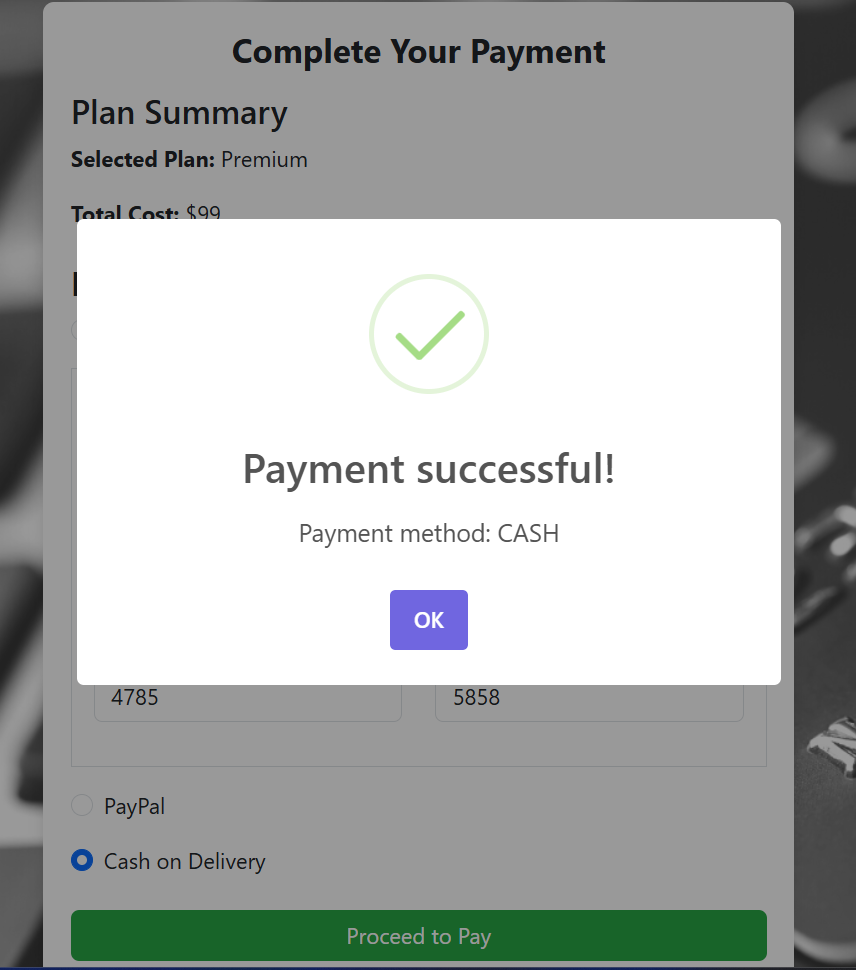 Complete Your Payment
Plan Summary
Selected Plan: Premium
Total Cost: $99
Payment successful!
Payment method: CASH
OK
4785
5858
PayPal
Cash on Delivery
Proceed to Pay